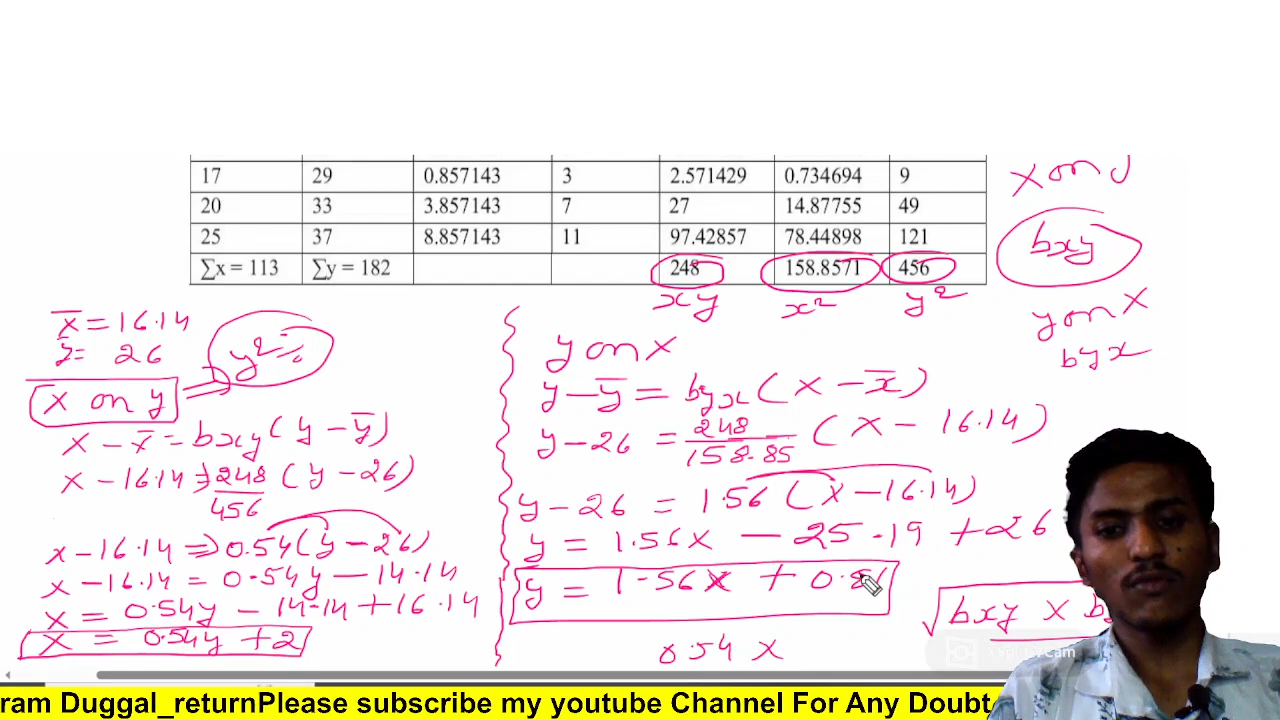 17 29 0.857143 3 2.571429 0.734694 9
20 33 3.857143 7 27 14.87755 49
25 37 8.857143 11 97.42857 78.44898 121
∑x = 113 ∑y = 182 248 158.8571 456
xy x² y²
x on y
bxy
y on x
byx
x̄ = 16.14
ȳ = 26
y² =
x on y
x - x̄ = bxy (y - ȳ)
x - 16.14 = 248/456 (y - 26)
x - 16.14 => 0.54 (y - 26)
x - 16.14 = 0.54y - 14.14
x = 0.54y - 14.14 + 16.14
x = 0.54y + 2
y on x
y - ȳ = byx (x - x̄)
y - 26 = 248/158.85 (x - 16.14)
y - 26 = 1.56 (x - 16.14)
y = 1.56x - 25.19 + 26
y = 1.56x + 0.81
0.54 x
√bxy x b
ram Duggal_returnPlease subscribe my youtube Channel For Any Doubt